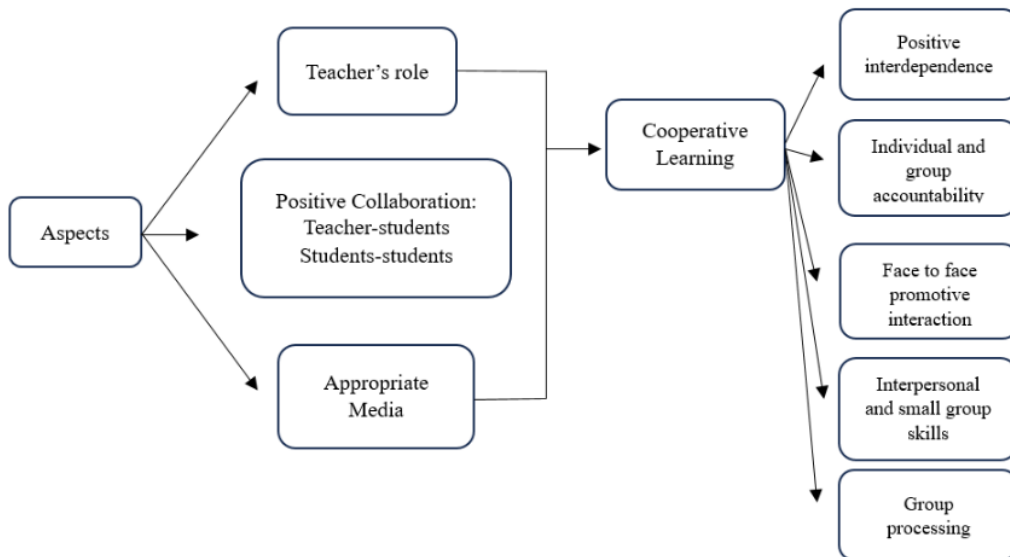 Aspects
Teacher's role
Positive Collaboration:
Teacher-students
Students-students
Appropriate
Media
Cooperative
Learning
Positive
interdependence
Individual and
group
accountability
Face to face
promotive
interaction
Interpersonal
and small group
skills
Group
processing